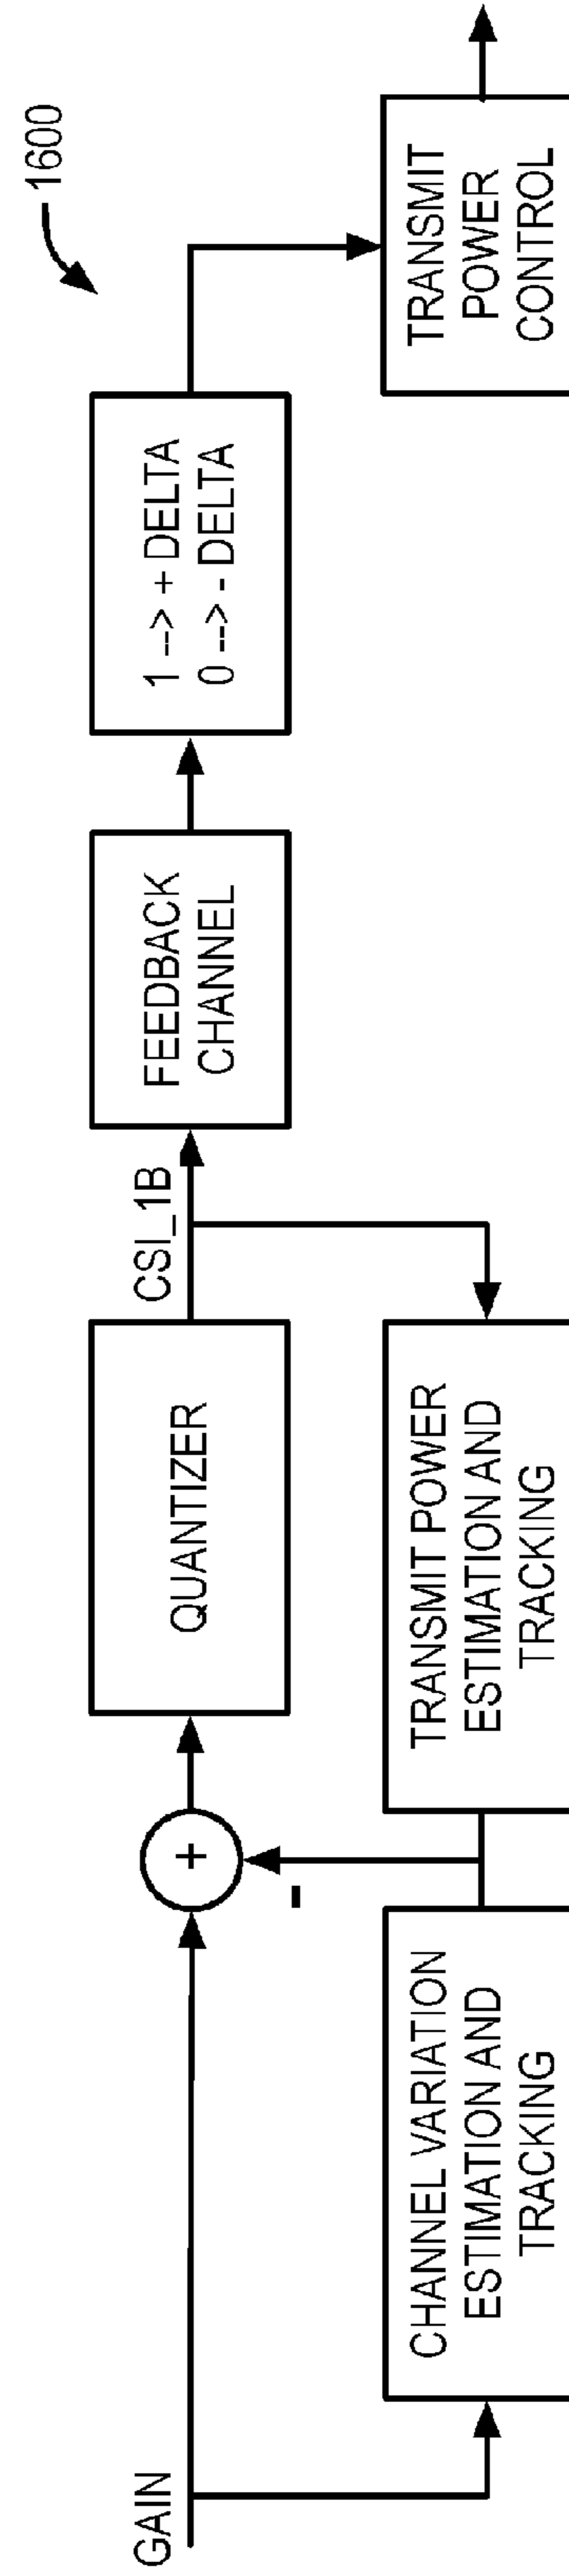 1600
GAIN
+
-
QUANTIZER
CSI_1B
FEEDBACK
CHANNEL
1 --> + DELTA
0 --> - DELTA
CHANNEL VARIATION
ESTIMATION AND
TRACKING
TRANSMIT POWER
ESTIMATION AND
TRACKING
TRANSMIT
POWER
CONTROL